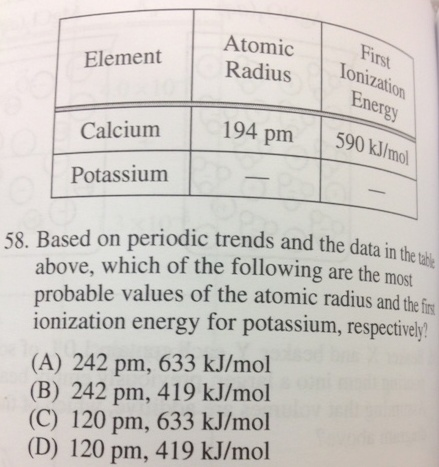 Element Atomic Radius First Ionization Energy
Calcium 194 pm 590 kJ/mol
Potassium — —
58. Based on periodic trends and the data in the table
above, which of the following are the most
probable values of the atomic radius and the first
ionization energy for potassium, respectively?
(A) 242 pm, 633 kJ/mol
(B) 242 pm, 419 kJ/mol
(C) 120 pm, 633 kJ/mol
(D) 120 pm, 419 kJ/mol